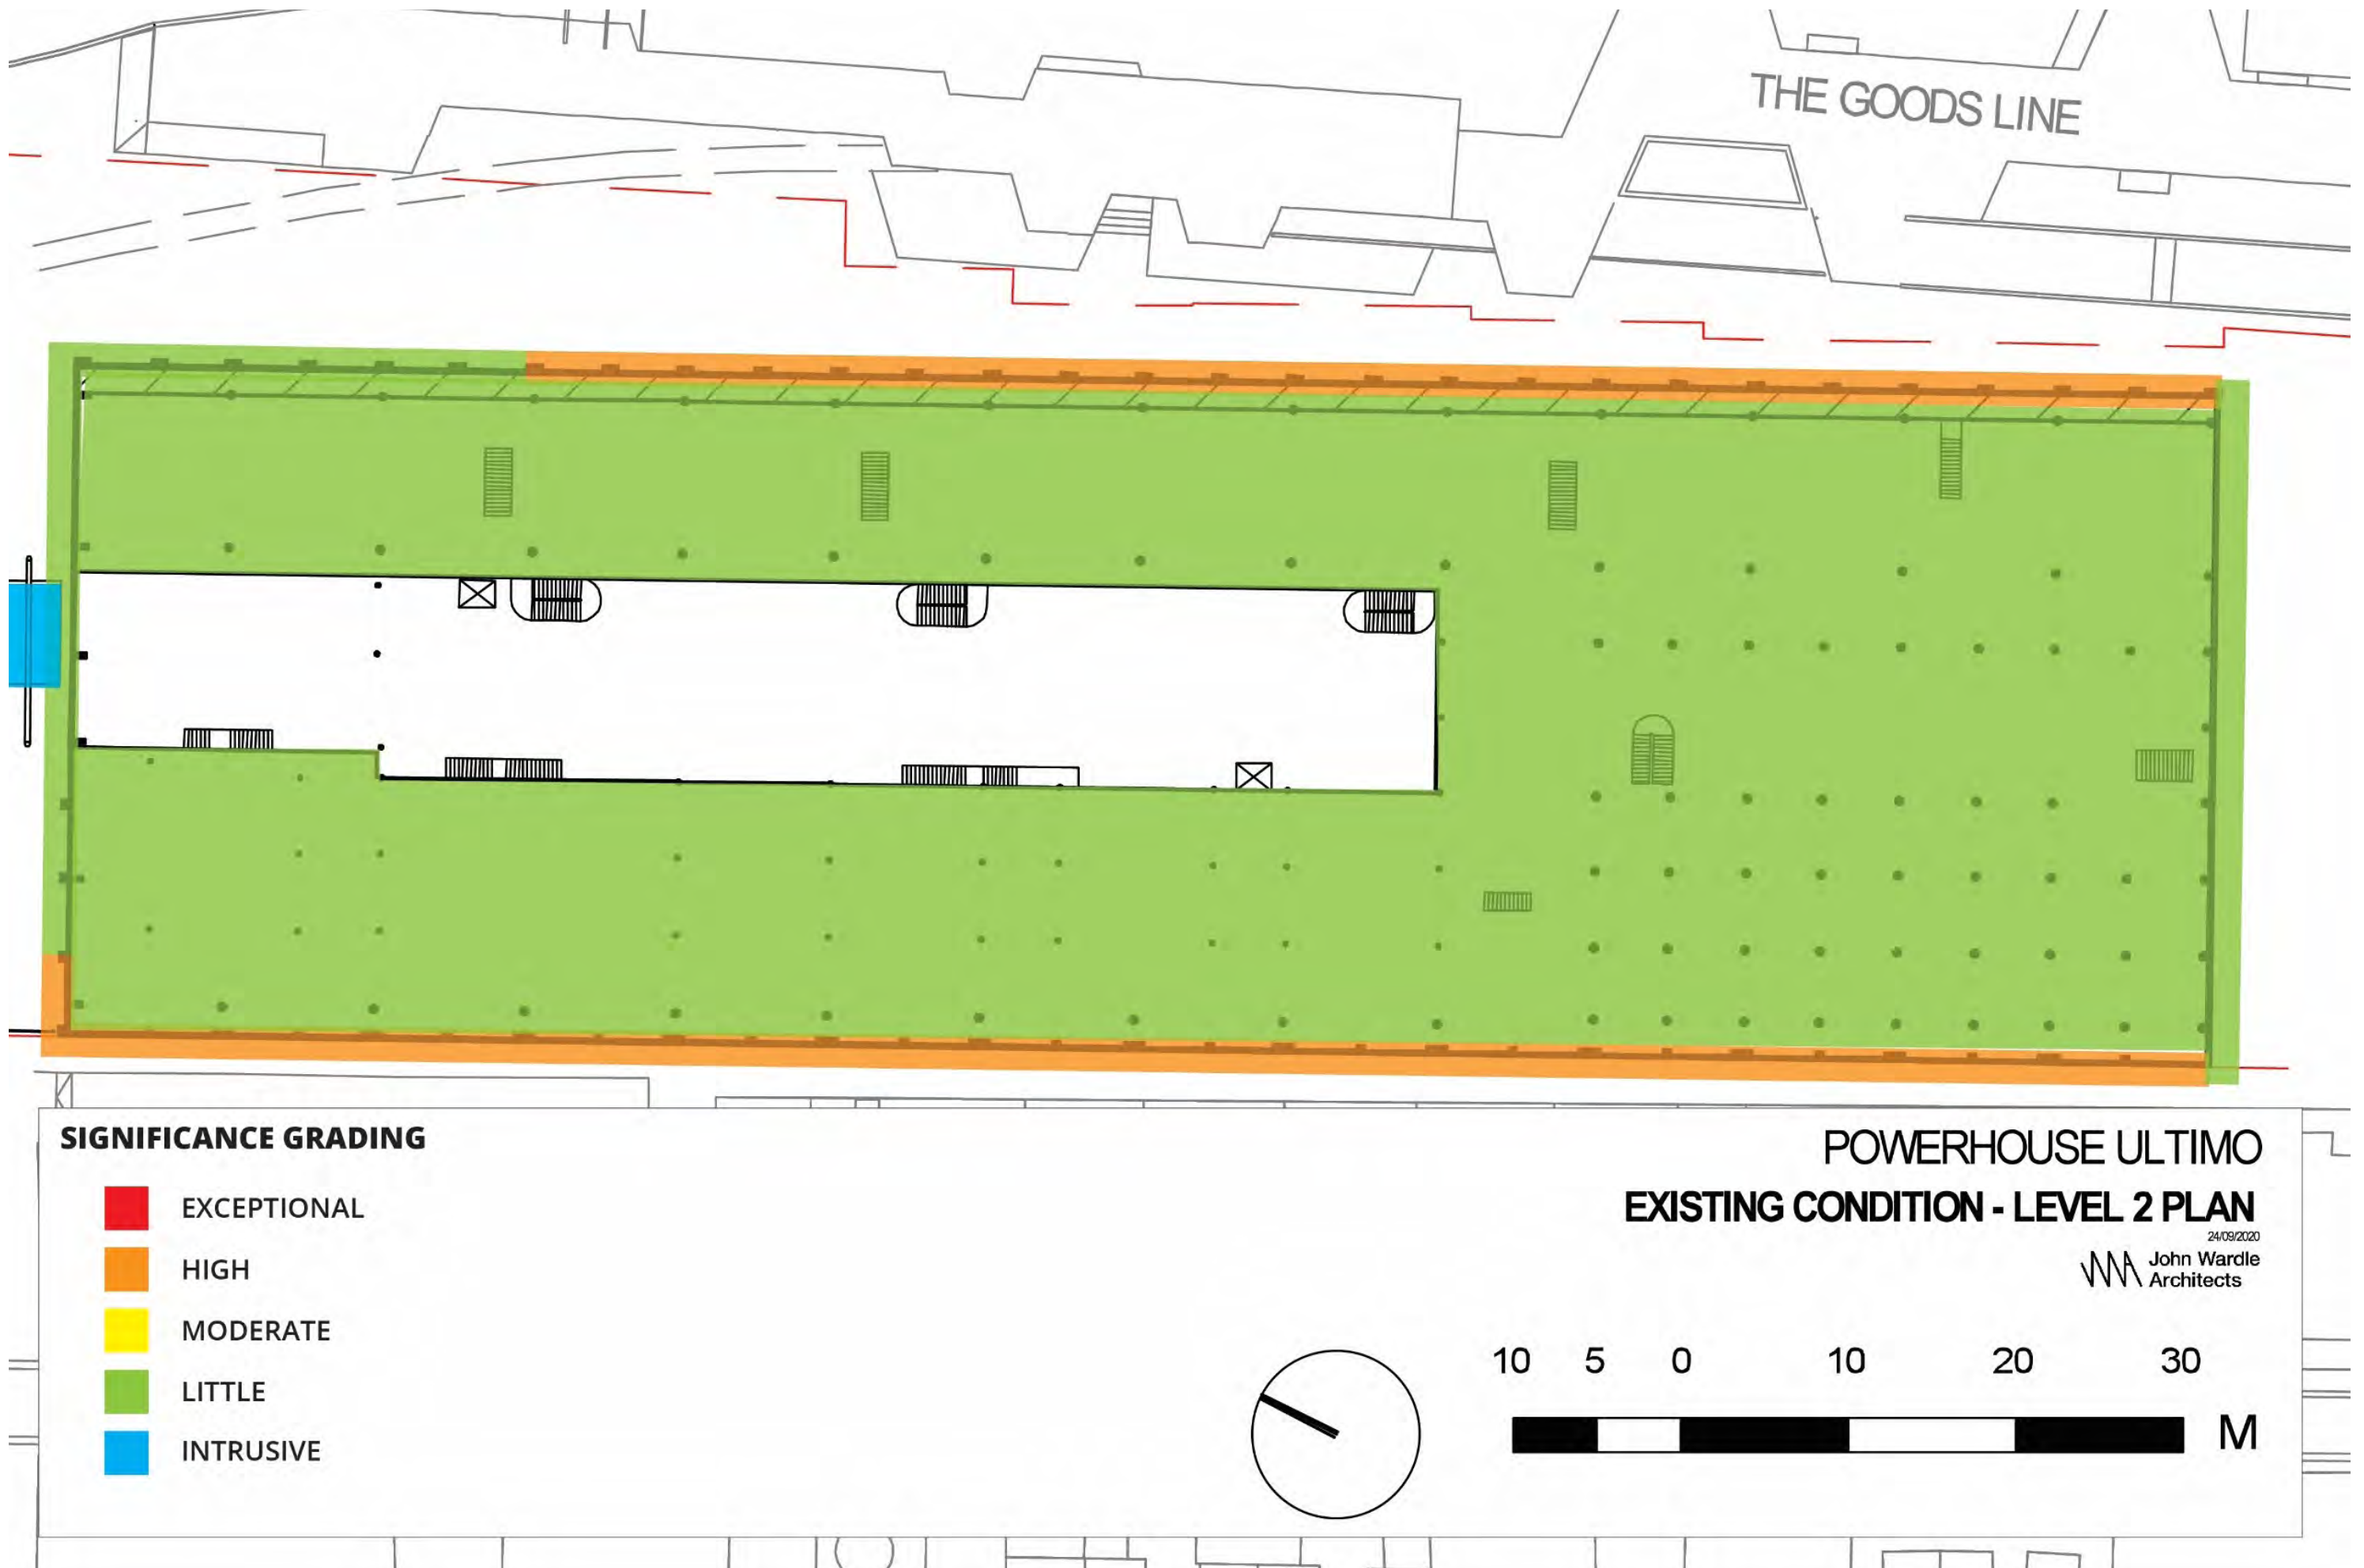 THE GOODS LINE
SIGNIFICANCE GRADING
EXCEPTIONAL
HIGH
MODERATE
LITTLE
INTRUSIVE
POWERHOUSE ULTIMO
EXISTING CONDITION - LEVEL 2 PLAN
24/09/2020
John Wardle
Architects
10 5 0 10 20 30
M